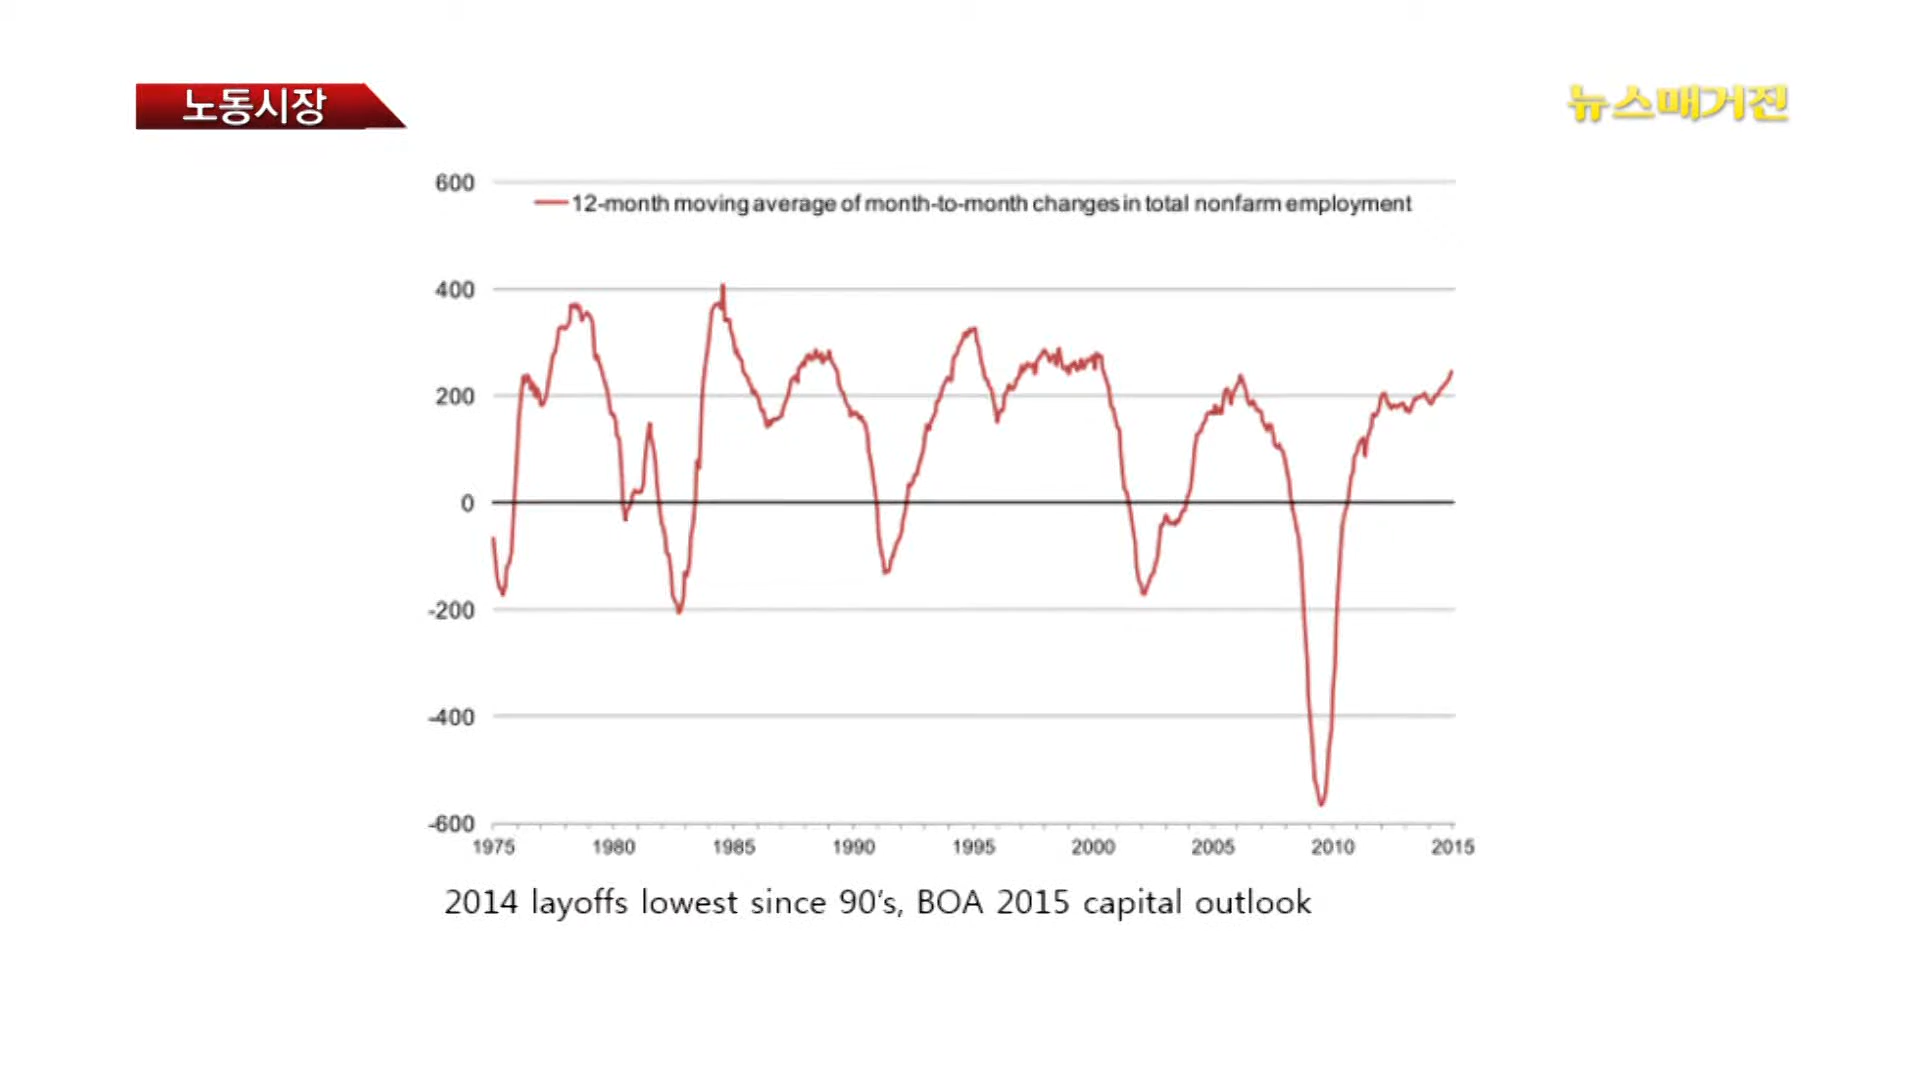 노동시장
뉴스매거진
600
12-month moving average of month-to-month changes in total nonfarm employment
400
200
0
-200
-400
-600
1975 1980 1985 1990 1995 2000 2005 2010 2015
2014 layoffs lowest since 90's, BOA 2015 capital outlook